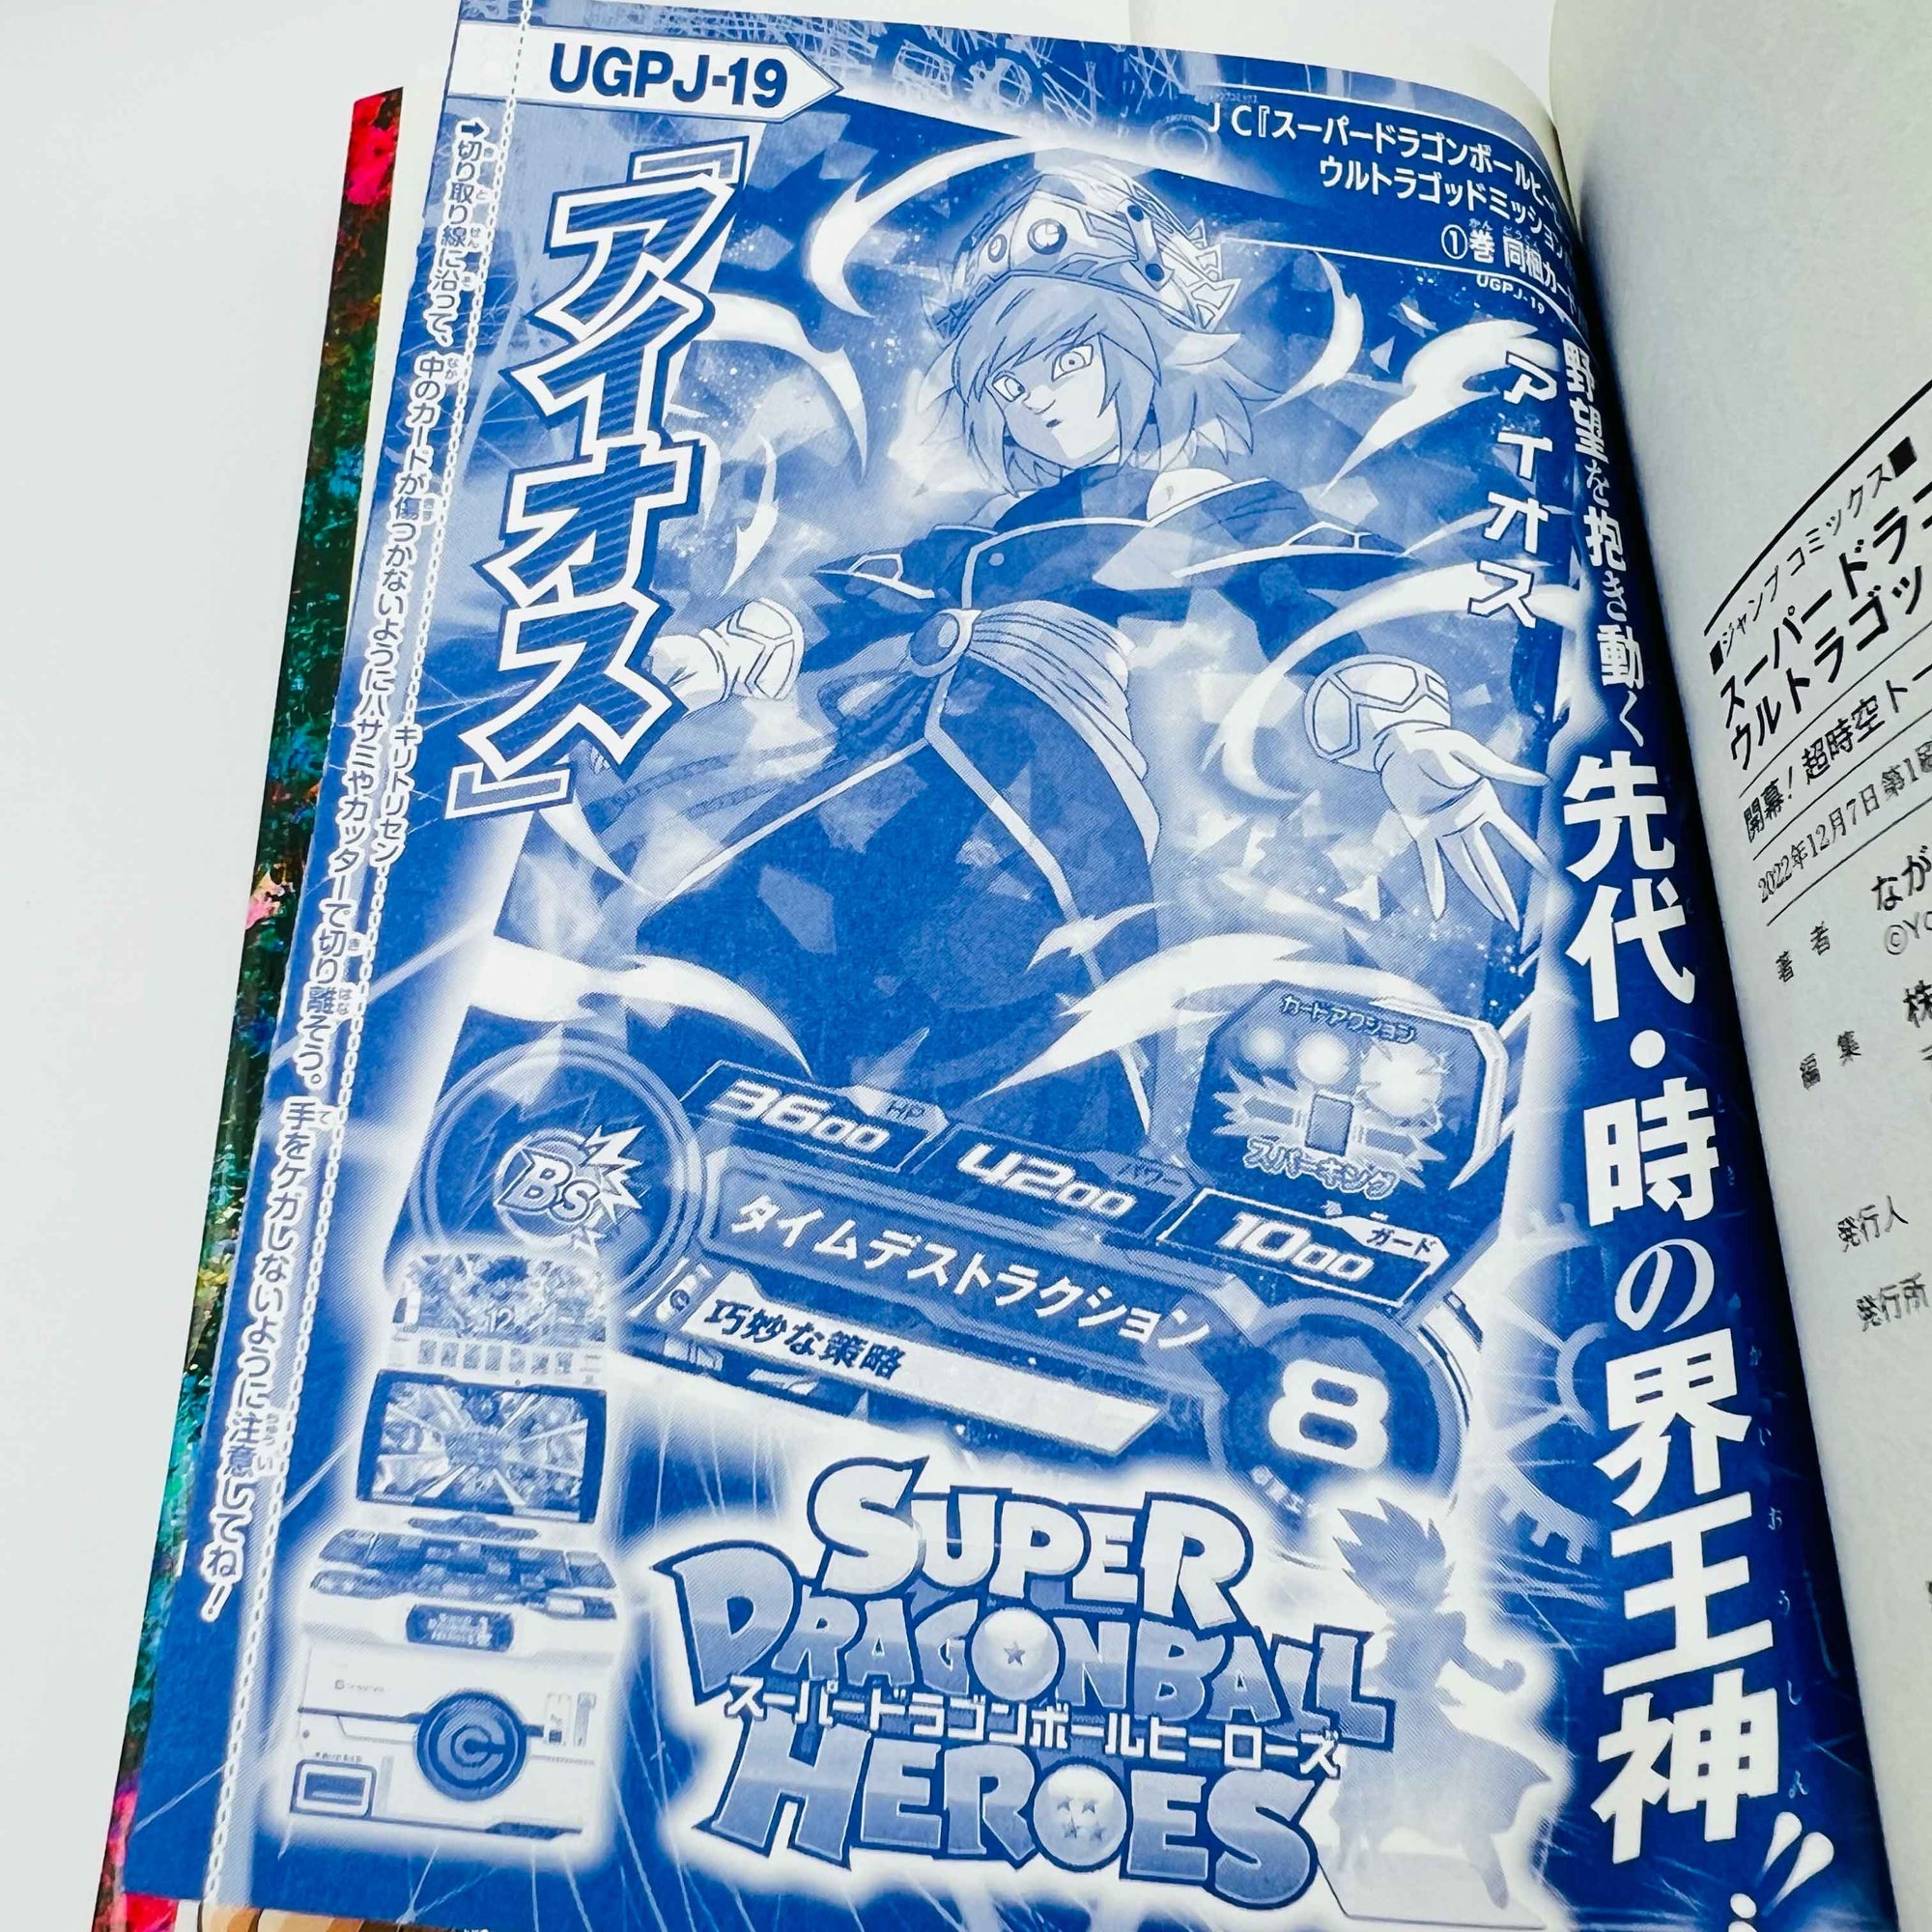 UGPJ-19
JC『スーパードラゴンボールヒー
ウルトラゴッドミッション
①巻 同梱カード
UGPJ-19
『アイオス』
アイオス
野望を抱き動く先代・時の界王神!!
➡切り取り線に沿って、中のカードが傷つかないようにハサミやカッターで切り離そう。手をケガしないように注意してね!
キリトリセン
カードアクション
スパーキング
HP
3600
パワー
4200
ガード
1000
BS
タイムデストラクション
巧妙な策略
8
SUPER
DRAGONBALL
スーパードラゴンボールヒーローズ
HEROES
■ジャンプコミックス■
スーパードラゴ
ウルトラゴッ
開幕!超時空トー
2022年12月7日 第1
著者
なが
編集
株
発行人
発行所